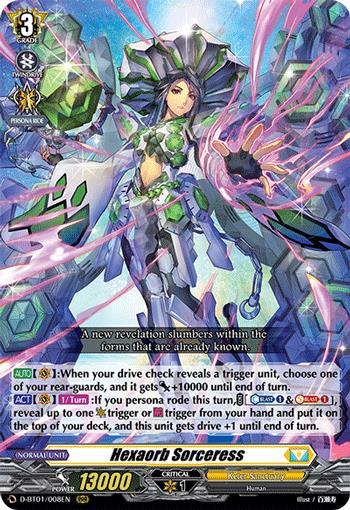 3
GRADE
TWINDRIVE
PERSONA RIDE
A new revelation slumbers within the
forms that are already known.
AUTO【】:When your drive check reveals a trigger unit, choose one
of your rear-guards, and it gets +10000 until end of turn.
ACT【】1/Turn :If you persona rode this turn, [COUNTER BLAST 1 & SOUL BLAST 1],
reveal up to one trigger or trigger from your hand and put it on
the top of your deck, and this unit gets drive +1 until end of turn.
Hexaorb Sorceress
〈NORMAL UNIT〉
POWER 13000
CRITICAL
1
Keter Sanctuary
Human
D-BT01/008EN RRR
Illust / 百瀬寿